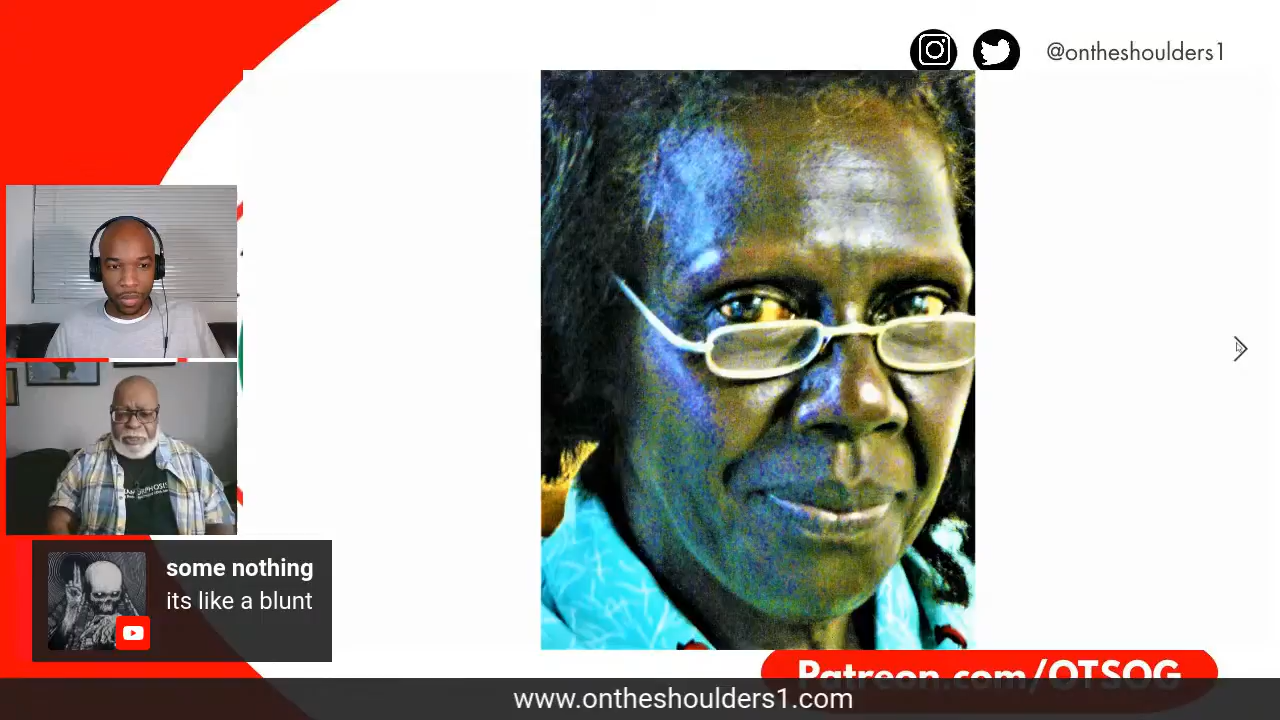 @ontheshoulders1
some nothing
its like a blunt
Patreon.com/OTSOG
www.ontheshoulders1.com